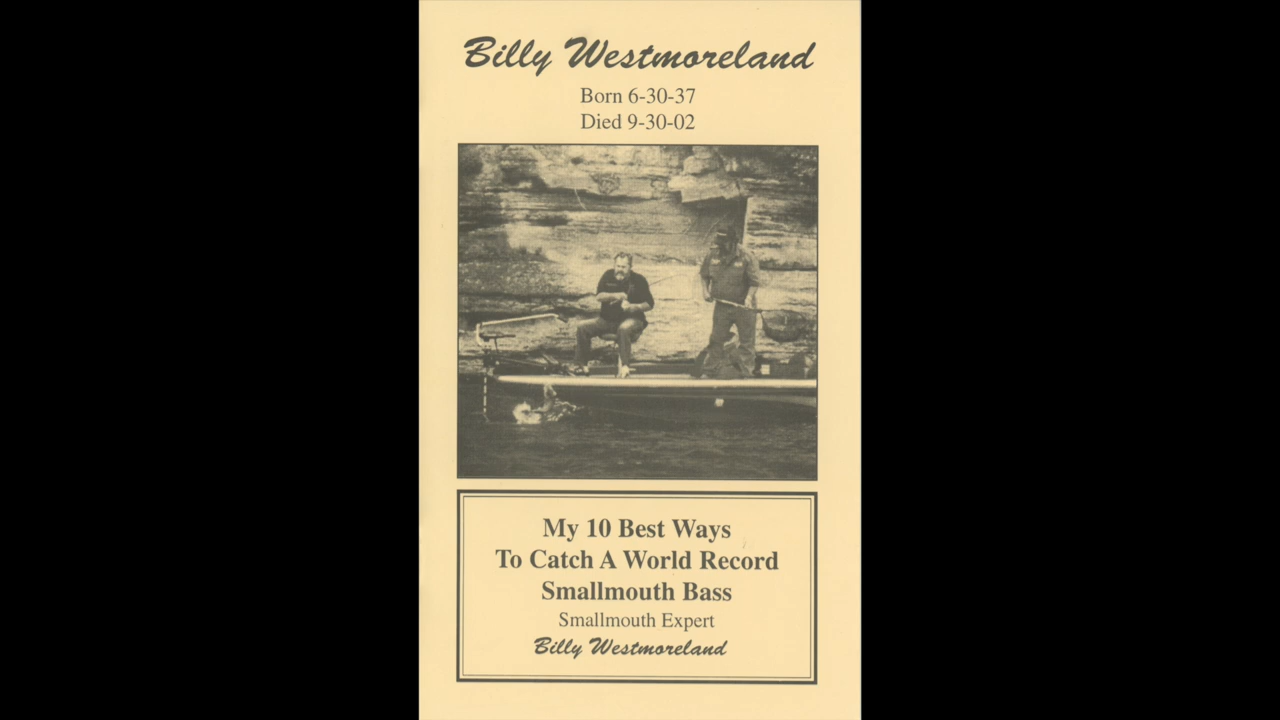 Billy Westmoreland
Born 6-30-37
Died 9-30-02
My 10 Best Ways
To Catch A World Record
Smallmouth Bass
Smallmouth Expert
Billy Westmoreland